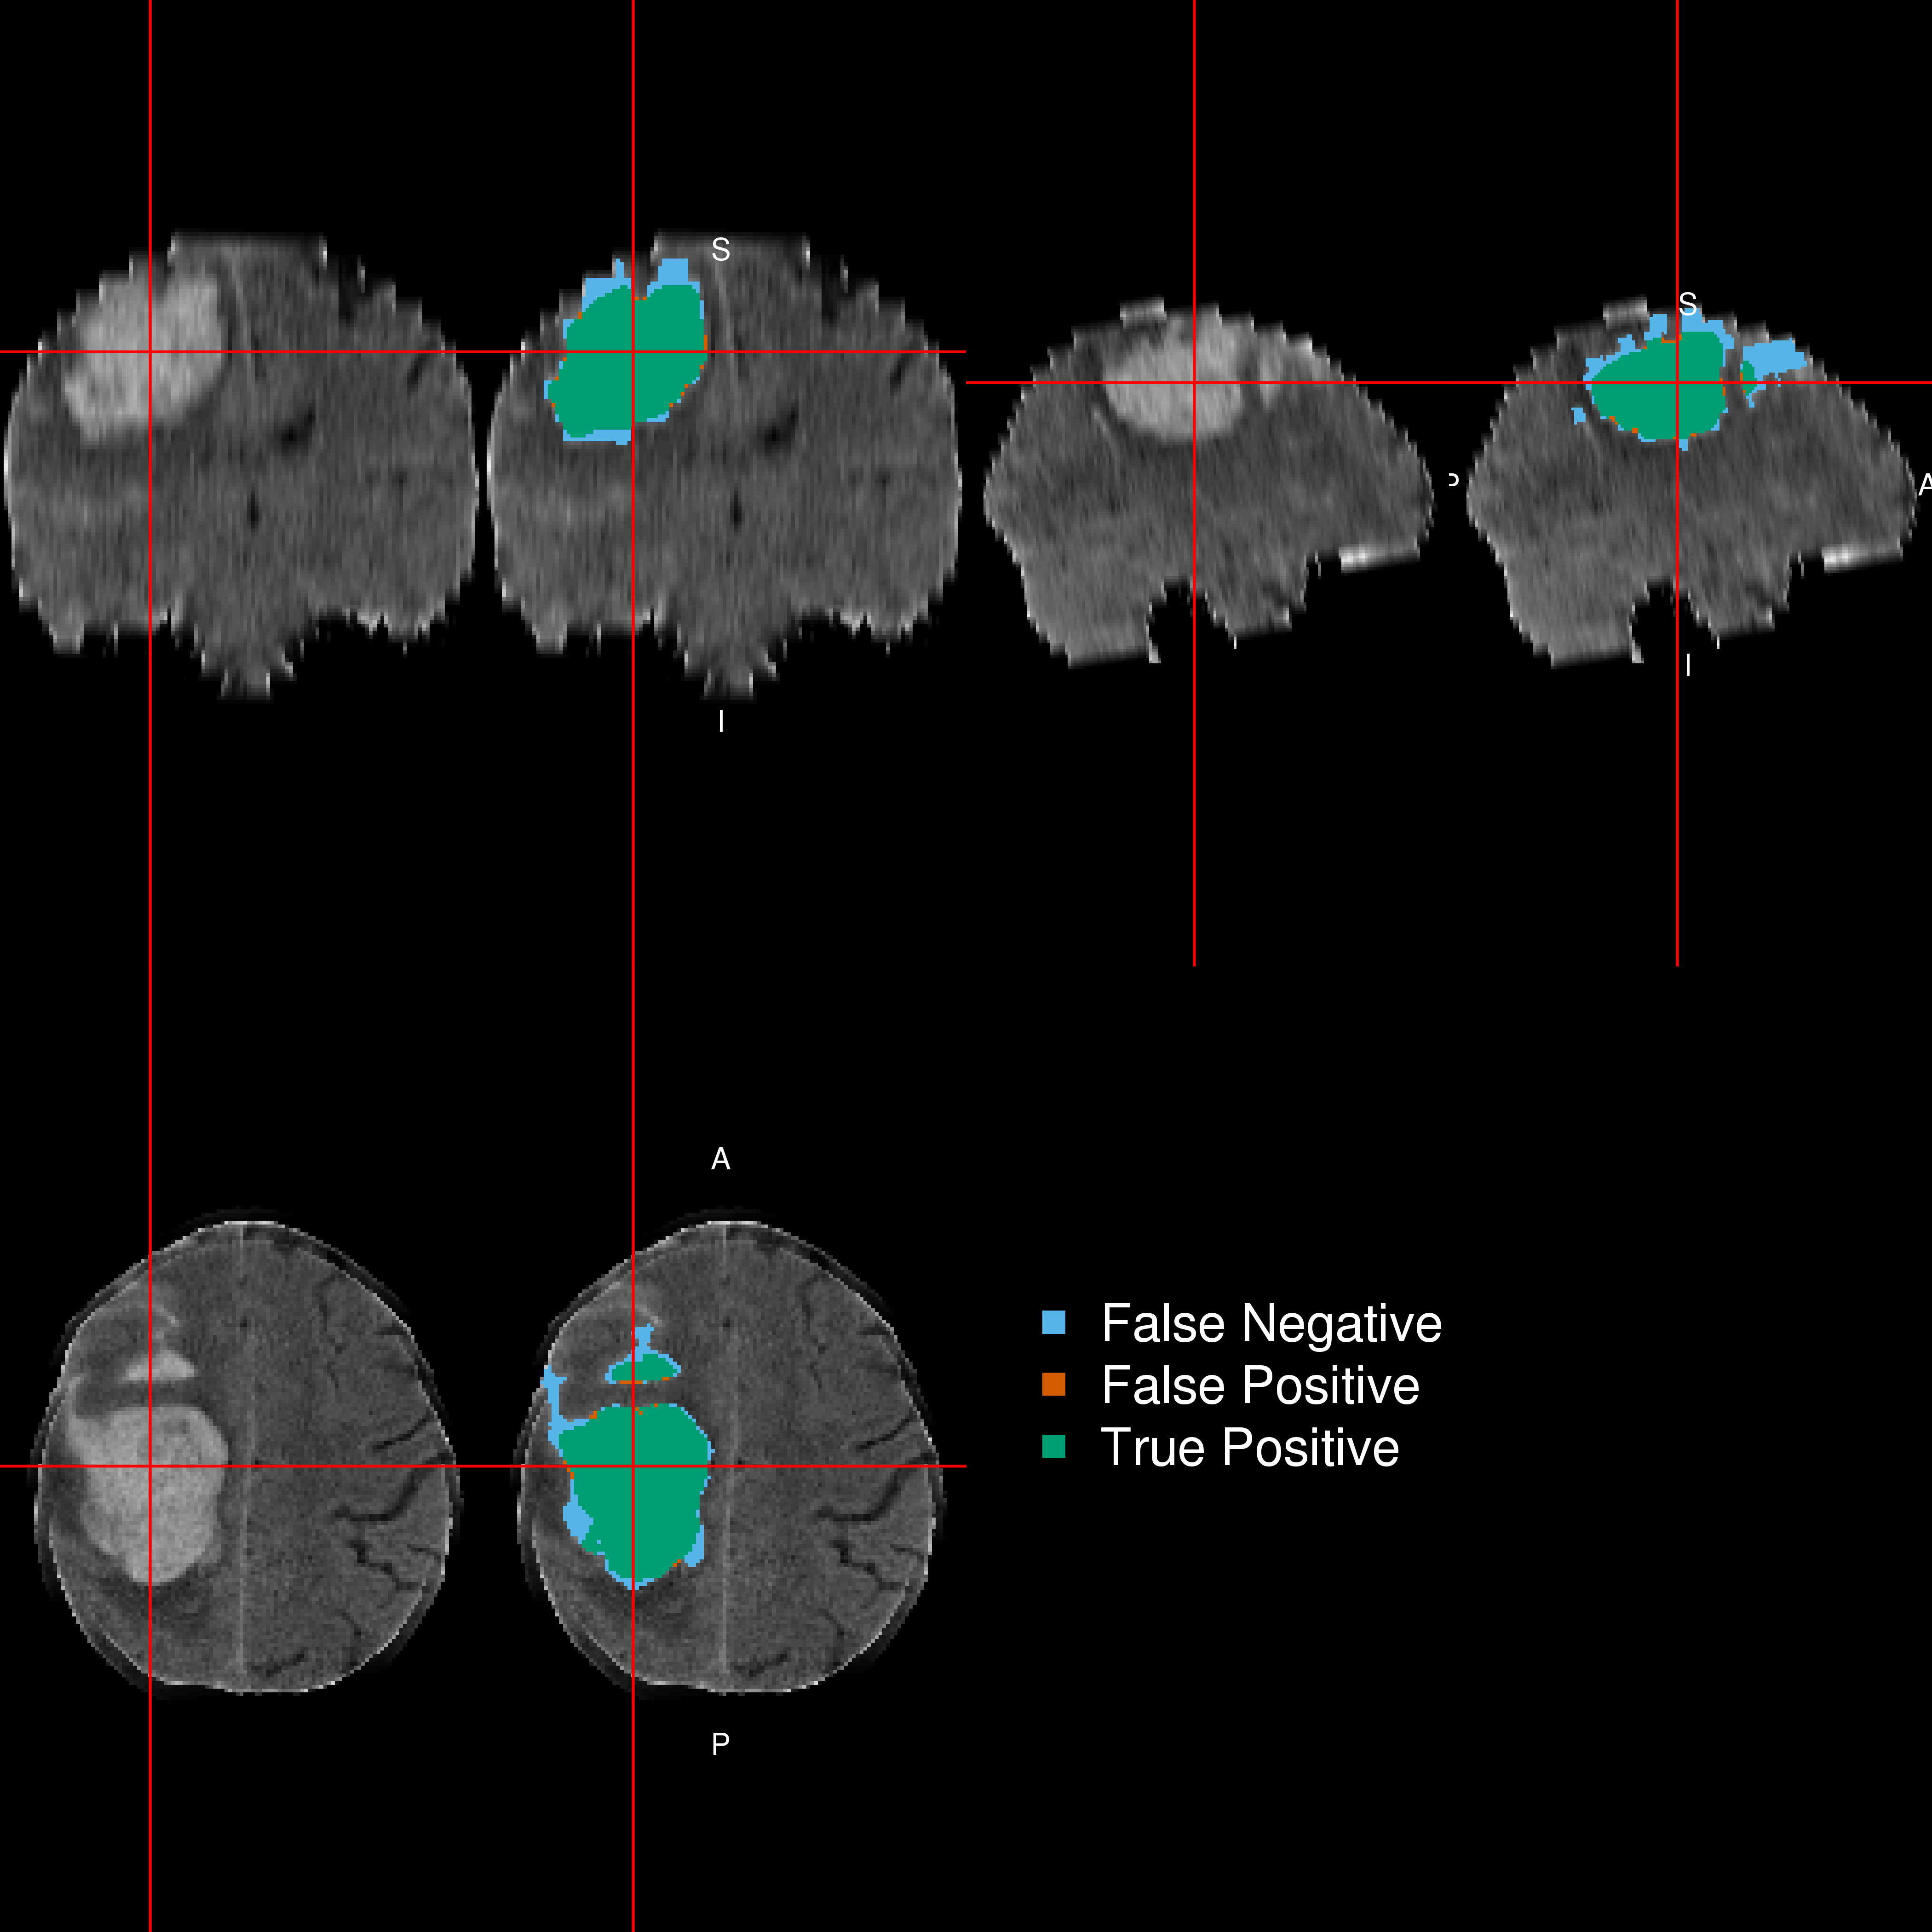 S
I
S
P
A
I
A
P
False Negative
False Positive
True Positive